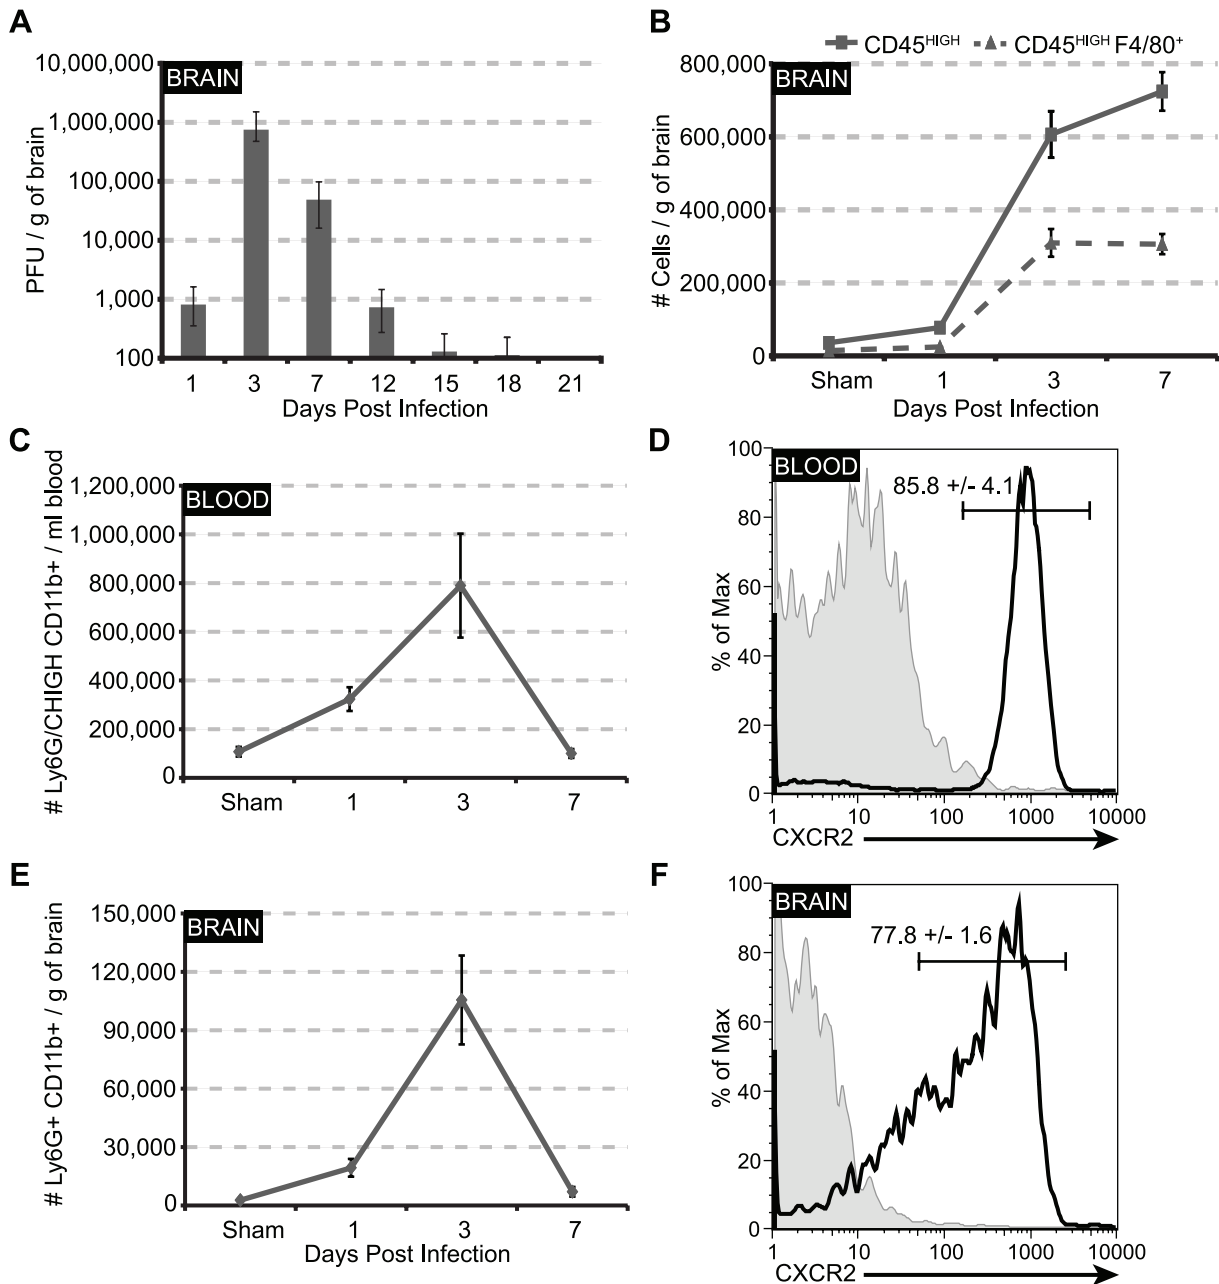 A
BRAIN
10,000,000
1,000,000
100,000
10,000
1,000
100
PFU / g of brain
1 3 7 12 15 18 21
Days Post Infection
B
CD45HIGH CD45HIGH F4/80+
BRAIN
800,000
600,000
400,000
200,000
0
# Cells / g of brain
Sham 1 3 7
Days Post Infection
C
BLOOD
1,200,000
1,000,000
800,000
600,000
400,000
200,000
0
# Ly6G/CHIGH CD11b+ / ml blood
Sham 1 3 7
D
BLOOD
85.8 +/- 4.1
100
80
60
40
20
0
% of Max
1 10 100 1000 10000
CXCR2
E
BRAIN
150,000
120,000
90,000
60,000
30,000
0
# Ly6G+ CD11b+ / g of brain
Sham 1 3 7
Days Post Infection
F
BRAIN
77.8 +/- 1.6
100
80
60
40
20
0
% of Max
1 10 100 1000 10000
CXCR2